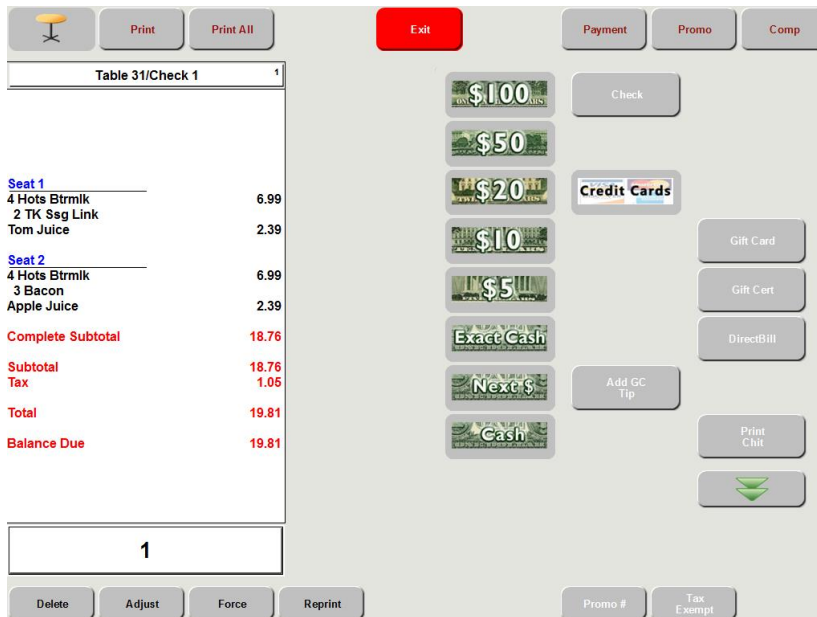 Print
Print All
Exit
Payment
Promo
Comp
Table 31/Check 1
1
Seat 1
4 Hots Btrmlk 6.99
2 TK Ssg Link
Tom Juice 2.39
Seat 2
4 Hots Btrmlk 6.99
3 Bacon
Apple Juice 2.39
Complete Subtotal 18.76
Subtotal 18.76
Tax 1.05
Total 19.81
Balance Due 19.81
1
$100
Check
$50
$20
Credit Cards
$10
Gift Card
$5
Gift Cert
Exact Cash
DirectBill
Next $
Add GC
Tip
Cash
Print
Chit
Delete
Adjust
Force
Reprint
Promo #
Tax
Exempt